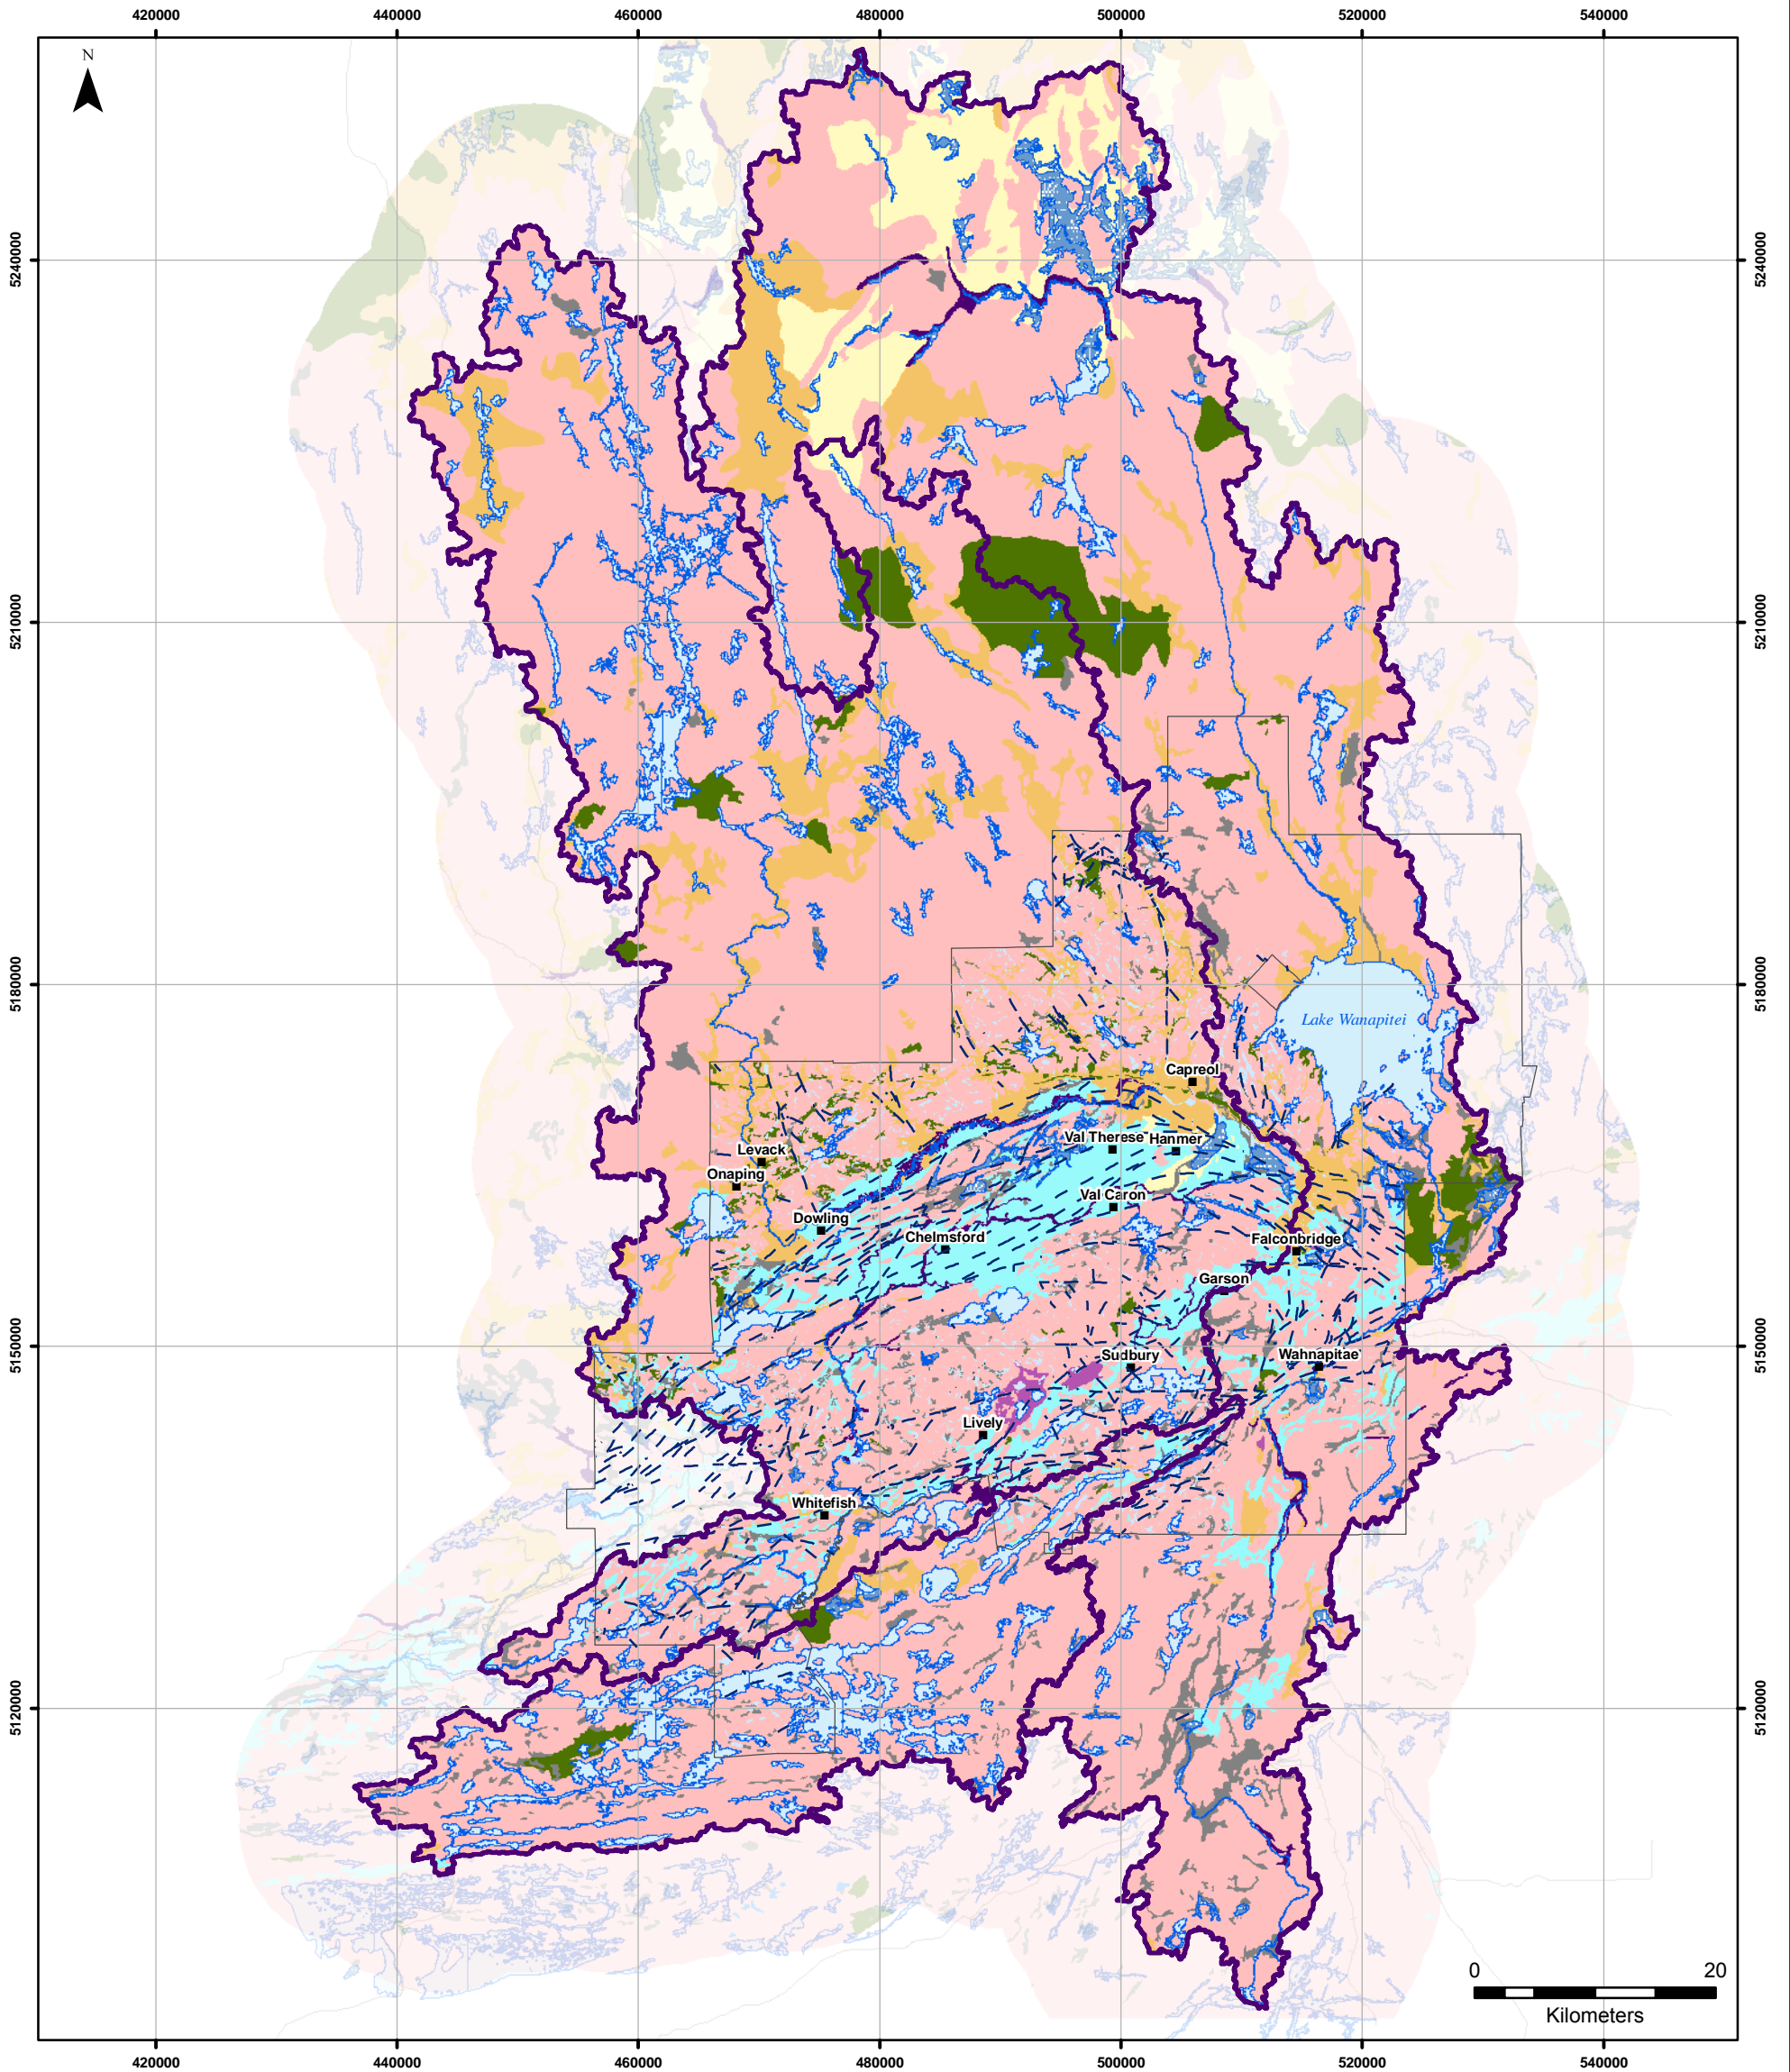 420000 440000 460000 480000 500000 520000 540000
N
5240000 5240000
5210000 5210000
5180000 5180000
Lake Wanapitei
Capreol
Val Therese Hanmer
Levack
Onaping
Val Caron
Dowling
Chelmsford
Falconbridge
Garson
5150000 5150000
Sudbury
Wahnapitae
Lively
Whitefish
5120000 5120000
0 20
Kilometers
420000 440000 460000 480000 500000 520000 540000